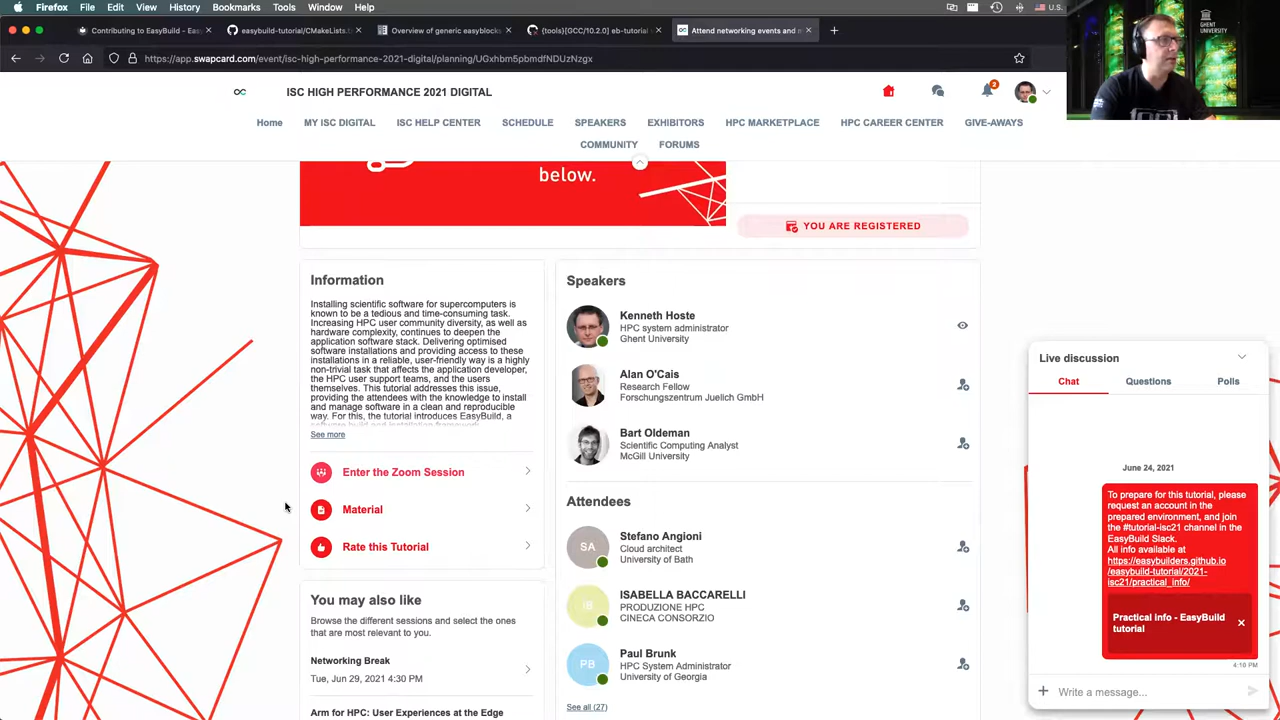 Firefox File Edit View History Bookmarks Tools Window Help
Contributing to EasyBuild - E
easybuild-tutorial/CMakeLists.t
Overview of generic easyblocks
{tools}[GCC/10.2.0] eb-tutorial
Attend networking events and m
https://app.swapcard.com/event/isc-high-performance-2021-digital/planning/UGxhbm5pbmdfNDUzNzgx
GHENT
UNIVERSITY
ISC HIGH PERFORMANCE 2021 DIGITAL
2
Home MY ISC DIGITAL ISC HELP CENTER SCHEDULE SPEAKERS EXHIBITORS HPC MARKETPLACE HPC CAREER CENTER GIVE-AWAYS
COMMUNITY FORUMS
below.
YOU ARE REGISTERED
Information
Installing scientific software for supercomputers is
known to be a tedious and time-consuming task.
Increasing HPC user community diversity, as well as
hardware complexity, continues to deepen the
application software stack. Delivering optimised
software installations and providing access to these
installations in a reliable, user-friendly way is a highly
non-trivial task that affects the application developer,
the HPC user support teams, and the users
themselves. This tutorial addresses this issue,
providing the attendees with the knowledge to install
and manage software in a clean and reproducible
way. For this, the tutorial introduces EasyBuild, a
software build and installation framework
See more
Enter the Zoom Session
Material
Rate this Tutorial
You may also like
Browse the different sessions and select the ones
that are most relevant to you.
Networking Break
Tue, Jun 29, 2021 4:30 PM
Arm for HPC: User Experiences at the Edge
Speakers
Kenneth Hoste
HPC system administrator
Ghent University
Alan O'Cais
Research Fellow
Forschungszentrum Juelich GmbH
Bart Oldeman
Scientific Computing Analyst
McGill University
Attendees
SA
Stefano Angioni
Cloud architect
University of Bath
IB
ISABELLA BACCARELLI
PRODUZIONE HPC
CINECA CONSORZIO
PB
Paul Brunk
HPC System Administrator
University of Georgia
See all (27)
Live discussion
Chat Questions Polls
June 24, 2021
To prepare for this tutorial, please
request an account in the
prepared environment, and join
the #tutorial-isc21 channel in the
EasyBuild Slack.
All info available at
https://easybuilders.github.io
/easybuild-tutorial/2021-
isc21/practical_info/
Practical info - EasyBuild
tutorial
4:10 PM
Write a message...